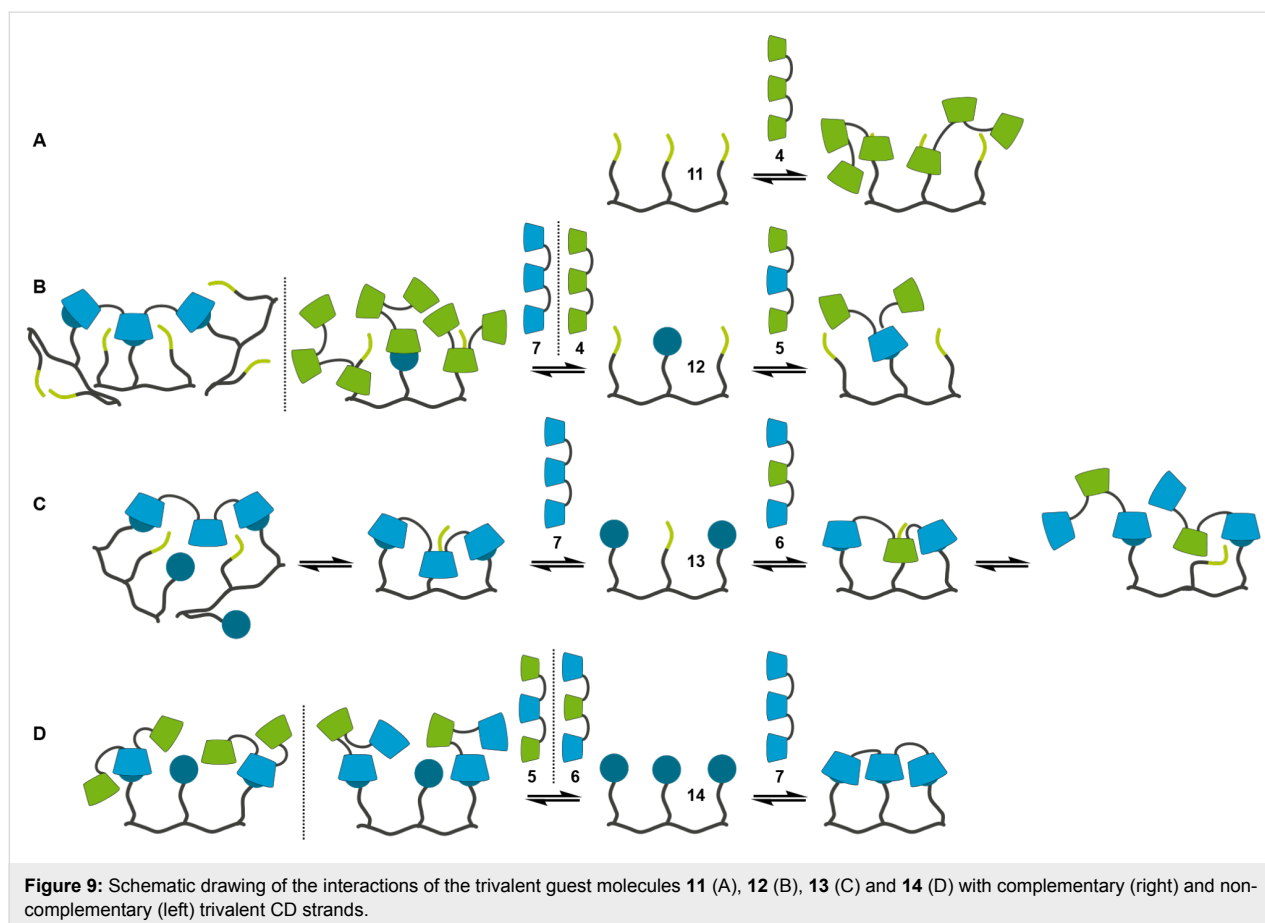 A
11
4
B
7
4
12
5
C
7
13
6
D
5
6
14
7
Figure 9: Schematic drawing of the interactions of the trivalent guest molecules 11 (A), 12 (B), 13 (C) and 14 (D) with complementary (right) and non-
complementary (left) trivalent CD strands.